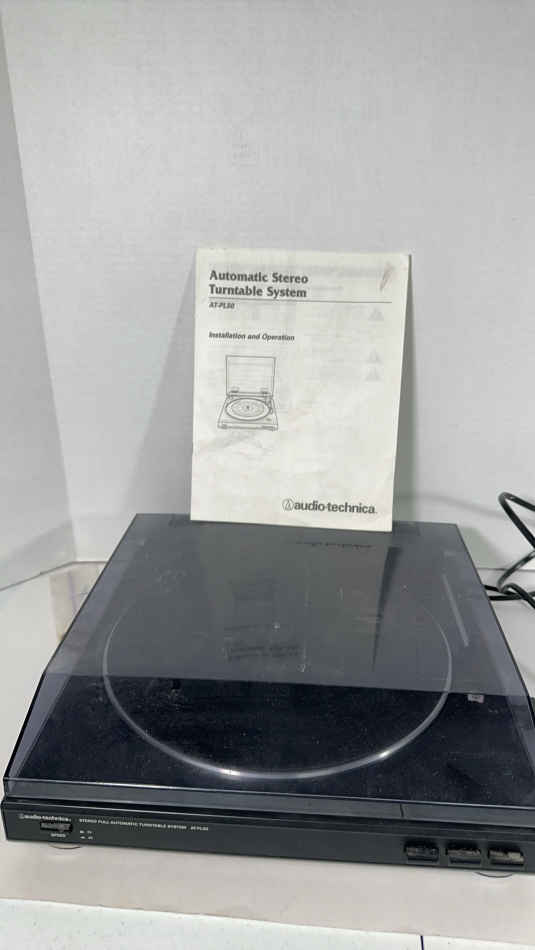 Automatic Stereo
Turntable System
AT-PL50
Installation and Operation
audio-technica.
audio-technica.
STEREO FULL AUTOMATIC TURNTABLE SYSTEM AT-PL50
SPEED